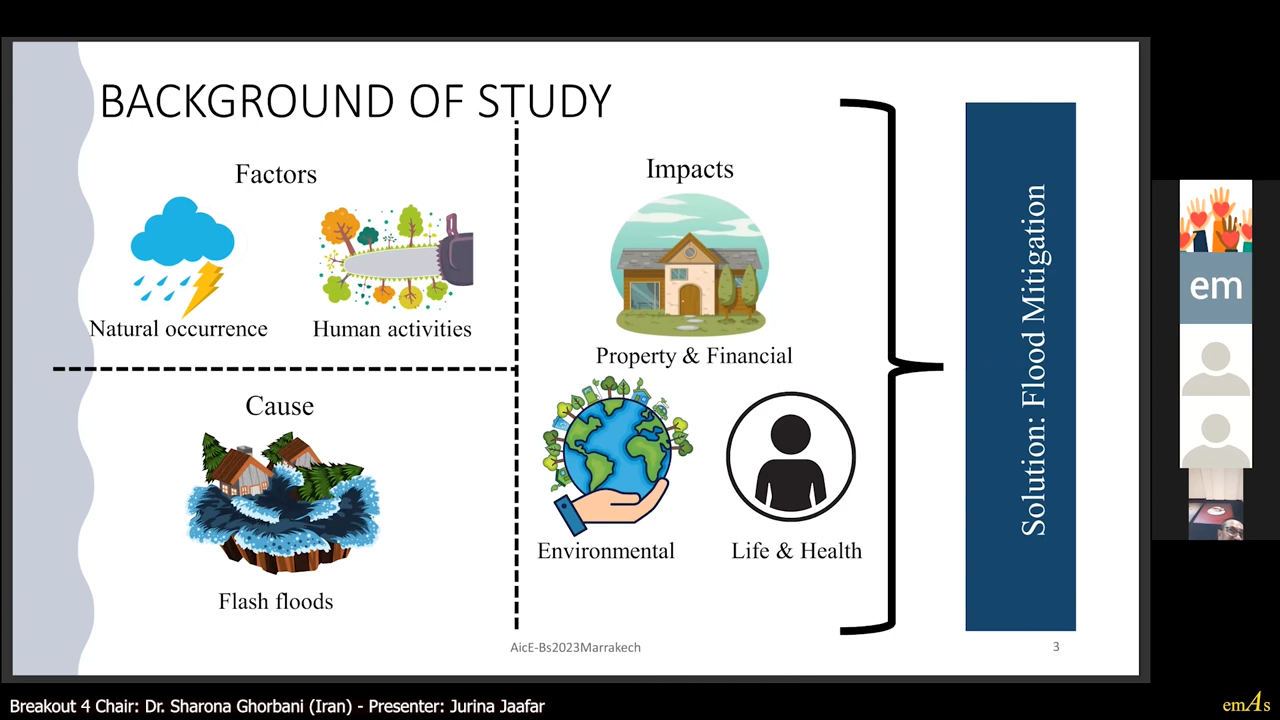 BACKGROUND OF STUDY
Factors
Natural occurrence
Human activities
Cause
Flash floods
Impacts
Property & Financial
Environmental
Life & Health
Solution: Flood Mitigation
AicE-Bs2023Marrakech
3
em
Breakout 4 Chair: Dr. Sharona Ghorbani (Iran) - Presenter: Jurina Jaafar
emAs